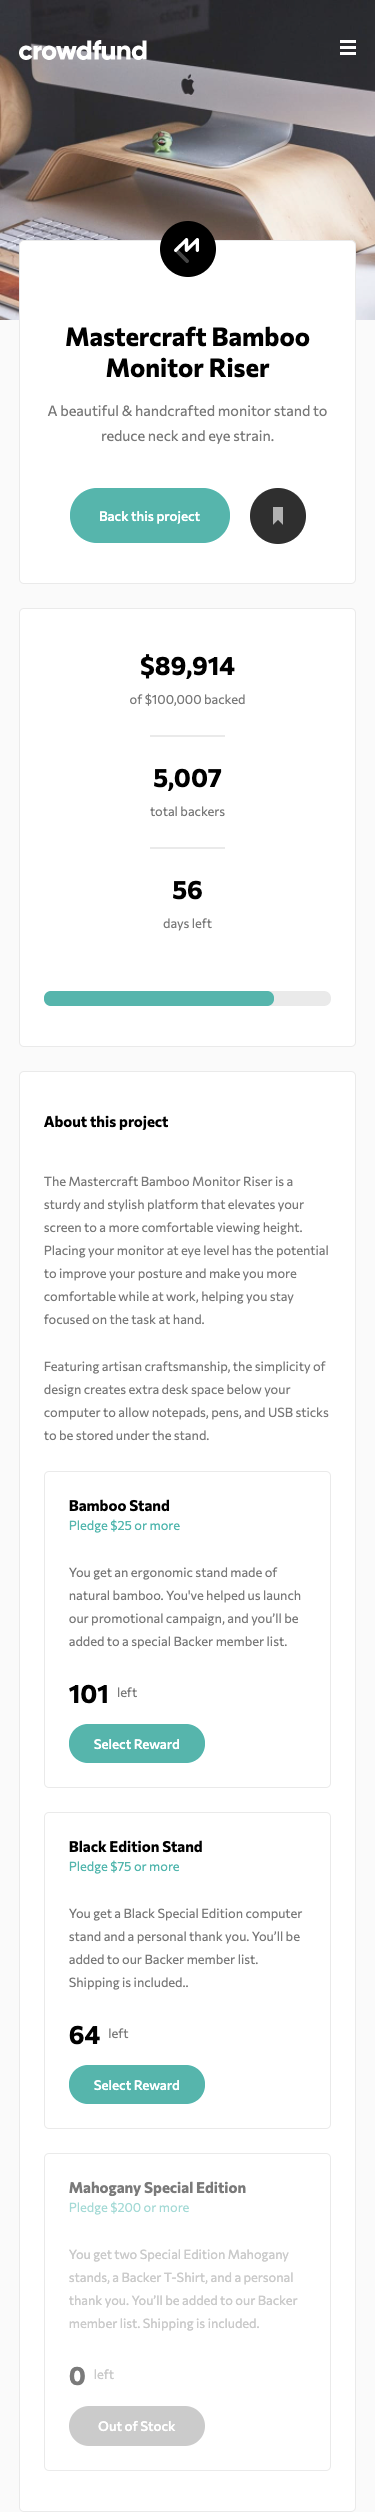 crowdfund
Mastercraft Bamboo
Monitor Riser
A beautiful & handcrafted monitor stand to
reduce neck and eye strain.
Back this project
$89,914
of $100,000 backed
5,007
total backers
56
days left
About this project
The Mastercraft Bamboo Monitor Riser is a
sturdy and stylish platform that elevates your
screen to a more comfortable viewing height.
Placing your monitor at eye level has the potential
to improve your posture and make you more
comfortable while at work, helping you stay
focused on the task at hand.
Featuring artisan craftsmanship, the simplicity of
design creates extra desk space below your
computer to allow notepads, pens, and USB sticks
to be stored under the stand.
Bamboo Stand
Pledge $25 or more
You get an ergonomic stand made of
natural bamboo. You've helped us launch
our promotional campaign, and you’ll be
added to a special Backer member list.
101 left
Select Reward
Black Edition Stand
Pledge $75 or more
You get a Black Special Edition computer
stand and a personal thank you. You’ll be
added to our Backer member list.
Shipping is included..
64 left
Select Reward
Mahogany Special Edition
Pledge $200 or more
You get two Special Edition Mahogany
stands, a Backer T-Shirt, and a personal
thank you. You’ll be added to our Backer
member list. Shipping is included.
0 left
Out of Stock